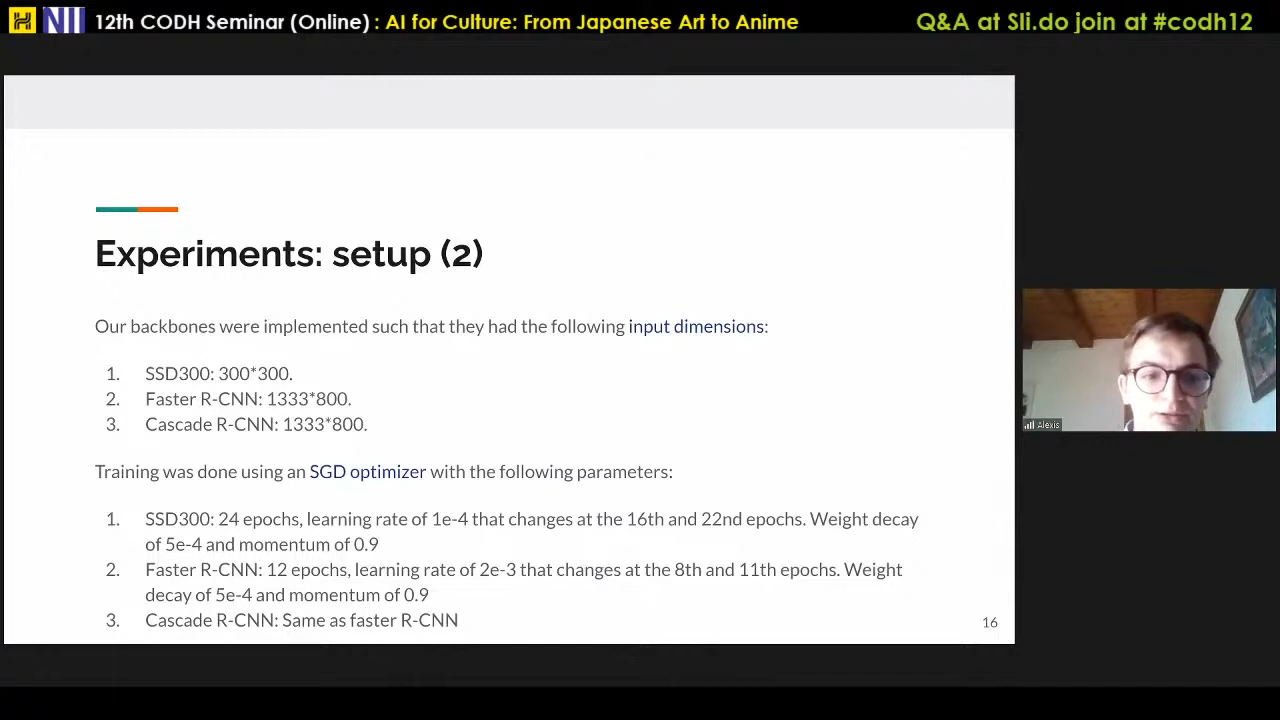 12th CODH Seminar (Online) : AI for Culture: From Japanese Art to Anime
Q&A at Sli.do join at #codh12
NII
Experiments: setup (2)
Our backbones were implemented such that they had the following input dimensions:
1. SSD300: 300*300.
2. Faster R-CNN: 1333*800.
3. Cascade R-CNN: 1333*800.
Training was done using an SGD optimizer with the following parameters:
1. SSD300: 24 epochs, learning rate of 1e-4 that changes at the 16th and 22nd epochs. Weight decay
of 5e-4 and momentum of 0.9
2. Faster R-CNN: 12 epochs, learning rate of 2e-3 that changes at the 8th and 11th epochs. Weight
decay of 5e-4 and momentum of 0.9
3. Cascade R-CNN: Same as faster R-CNN
16
Alexis